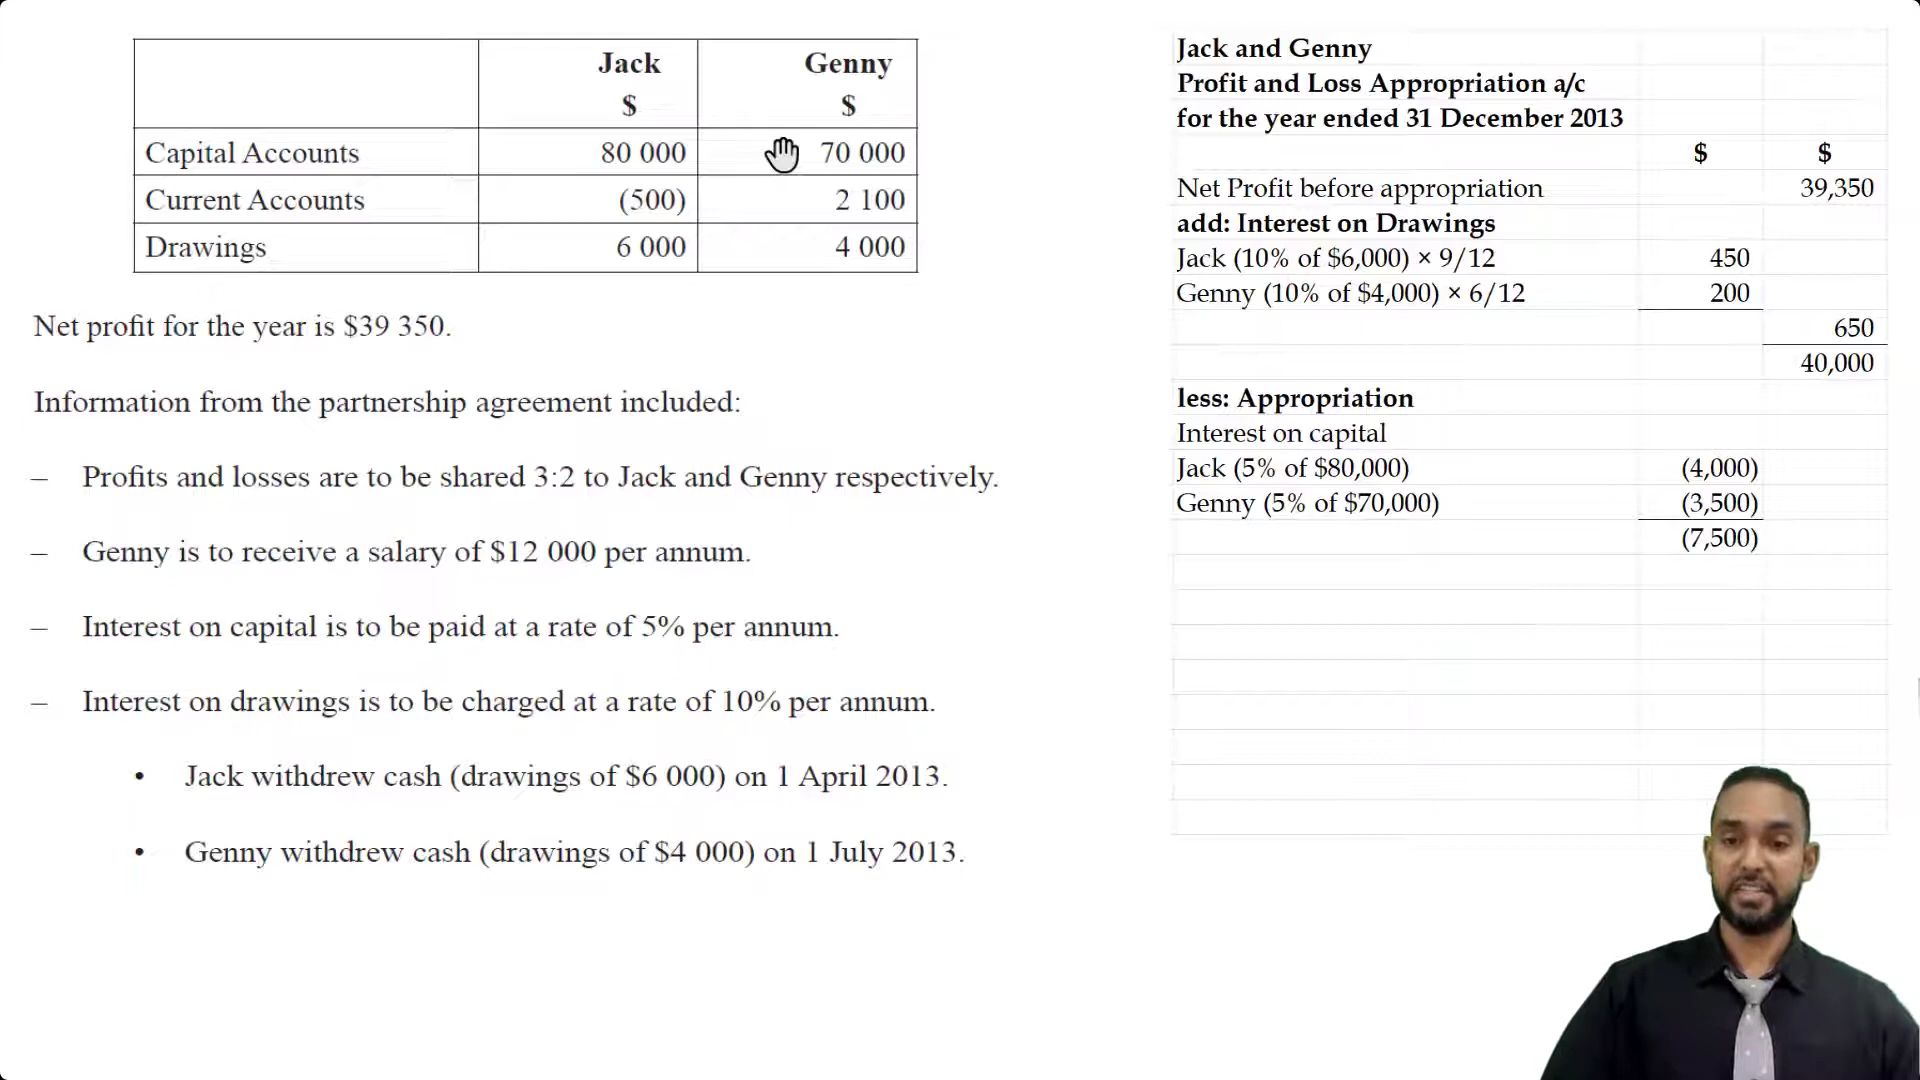 Jack Genny
$ $
Capital Accounts 80 000 70 000
Current Accounts (500) 2 100
Drawings 6 000 4 000
Net profit for the year is $39 350.
Information from the partnership agreement included:
– Profits and losses are to be shared 3:2 to Jack and Genny respectively.
– Genny is to receive a salary of $12 000 per annum.
– Interest on capital is to be paid at a rate of 5% per annum.
– Interest on drawings is to be charged at a rate of 10% per annum.
• Jack withdrew cash (drawings of $6 000) on 1 April 2013.
• Genny withdrew cash (drawings of $4 000) on 1 July 2013.
Jack and Genny
Profit and Loss Appropriation a/c
for the year ended 31 December 2013
$ $
Net Profit before appropriation 39,350
add: Interest on Drawings
Jack (10% of $6,000) × 9/12 450
Genny (10% of $4,000) × 6/12 200
650
40,000
less: Appropriation
Interest on capital
Jack (5% of $80,000) (4,000)
Genny (5% of $70,000) (3,500)
(7,500)